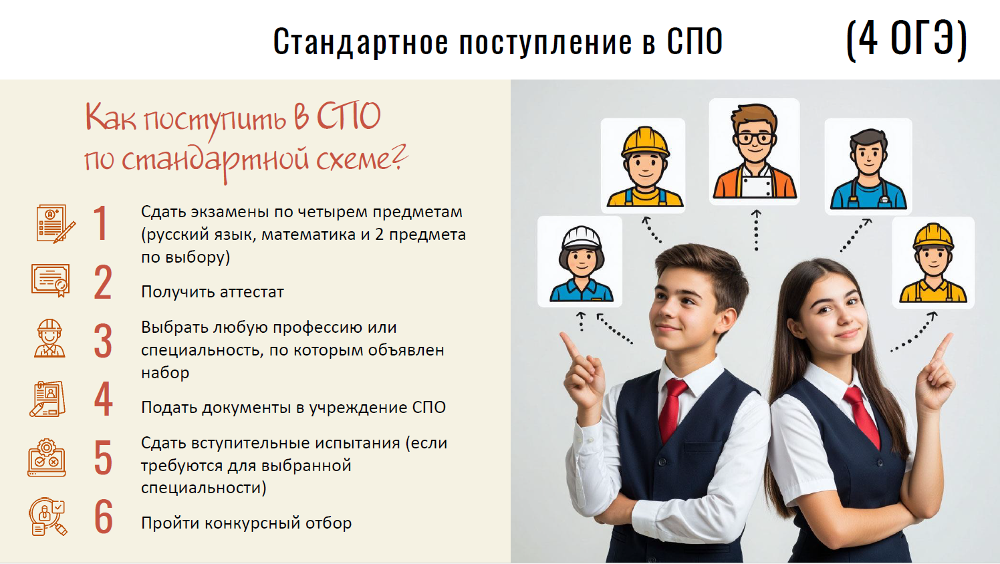 Стандартное поступление в СПО
(4 ОГЭ)
Как поступить в СПО
по стандартной схеме?
1
Сдать экзамены по четырем предметам
(русский язык, математика и 2 предмета
по выбору)
2
Получить аттестат
3
Выбрать любую профессию или
специальность, по которым объявлен
набор
4
Подать документы в учреждение СПО
5
Сдать вступительные испытания (если
требуются для выбранной
специальности)
6
Пройти конкурсный отбор